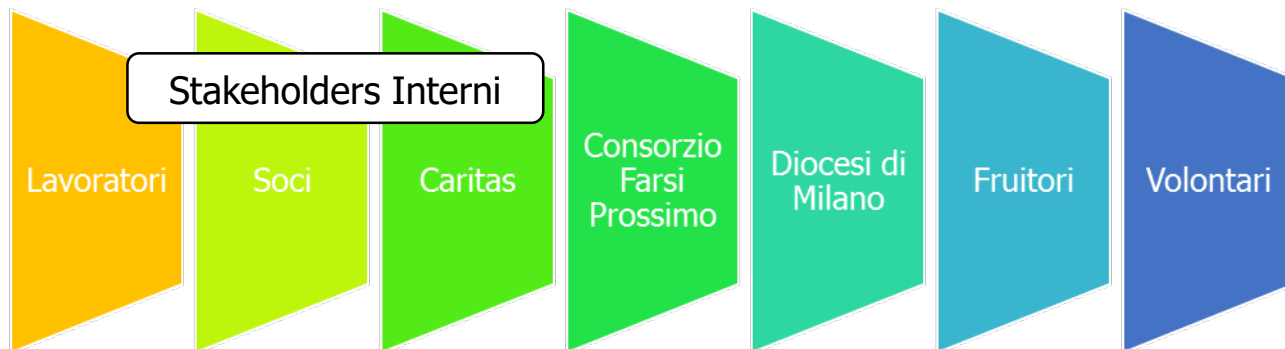 Stakeholders Interni
Lavoratori
Soci
Caritas
Consorzio
Farsi
Prossimo
Diocesi di
Milano
Fruitori
Volontari